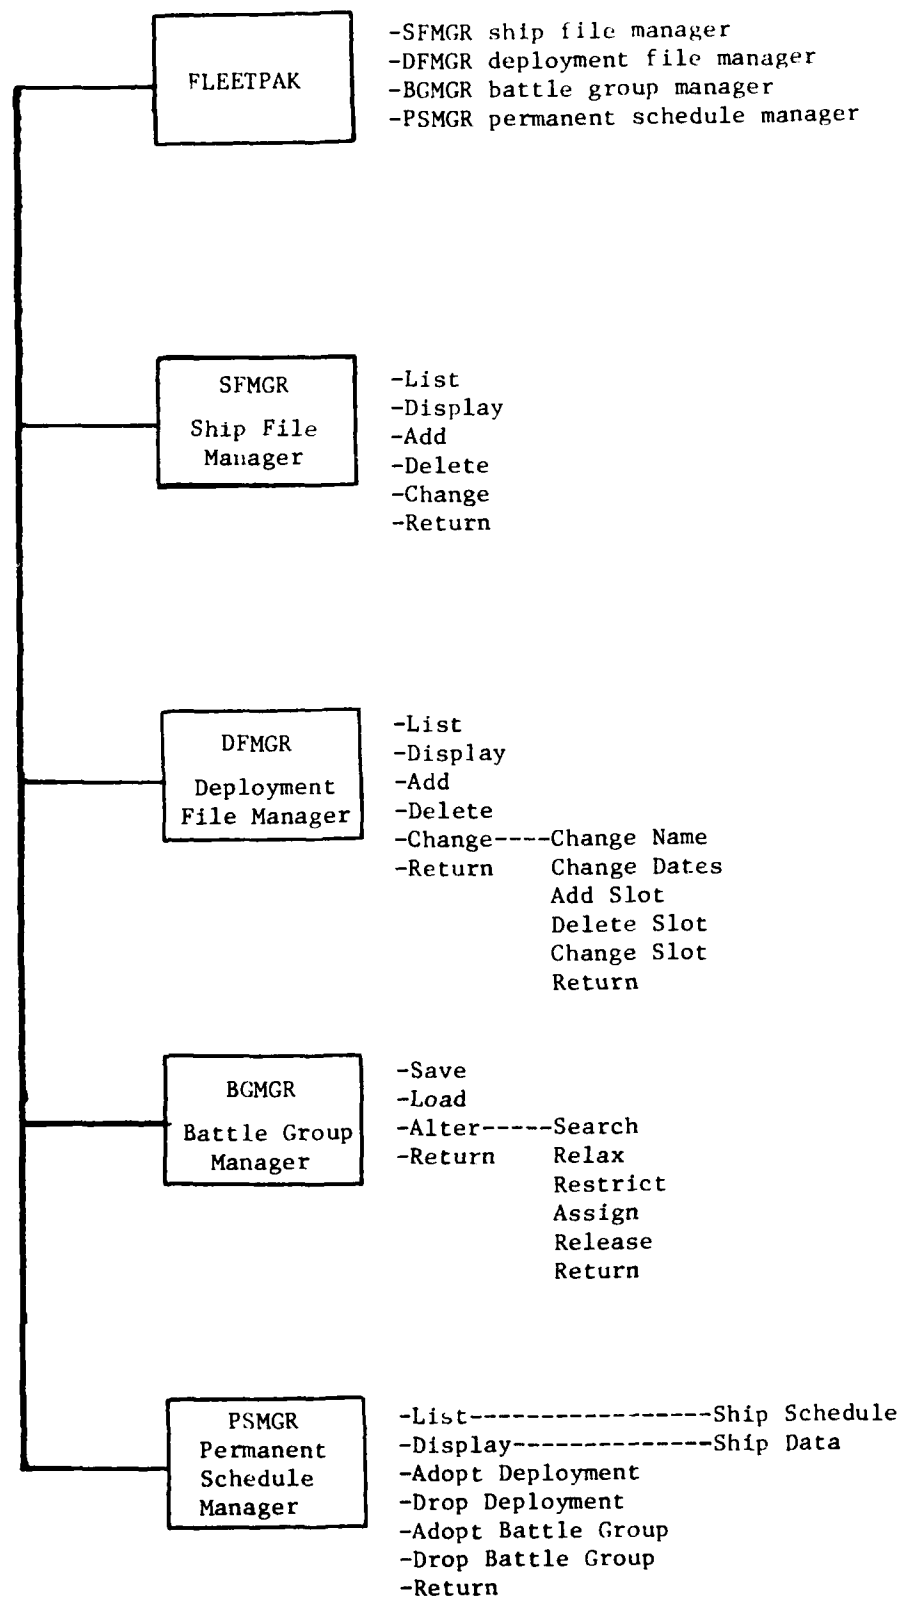 FLEETPAK
-SFMGR ship file manager
-DFMGR deployment file manager
-BGMGR battle group manager
-PSMGR permanent schedule manager
SFMGR
Ship File
Manager
-List
-Display
-Add
-Delete
-Change
-Return
DFMGR
Deployment
File Manager
-List
-Display
-Add
-Delete
-Change----Change Name
-Return Change Dates
Add Slot
Delete Slot
Change Slot
Return
BGMGR
Battle Group
Manager
-Save
-Load
-Alter-----Search
-Return Relax
Restrict
Assign
Release
Return
PSMGR
Permanent
Schedule
Manager
-List-----------------Ship Schedule
-Display--------------Ship Data
-Adopt Deployment
-Drop Deployment
-Adopt Battle Group
-Drop Battle Group
-Return